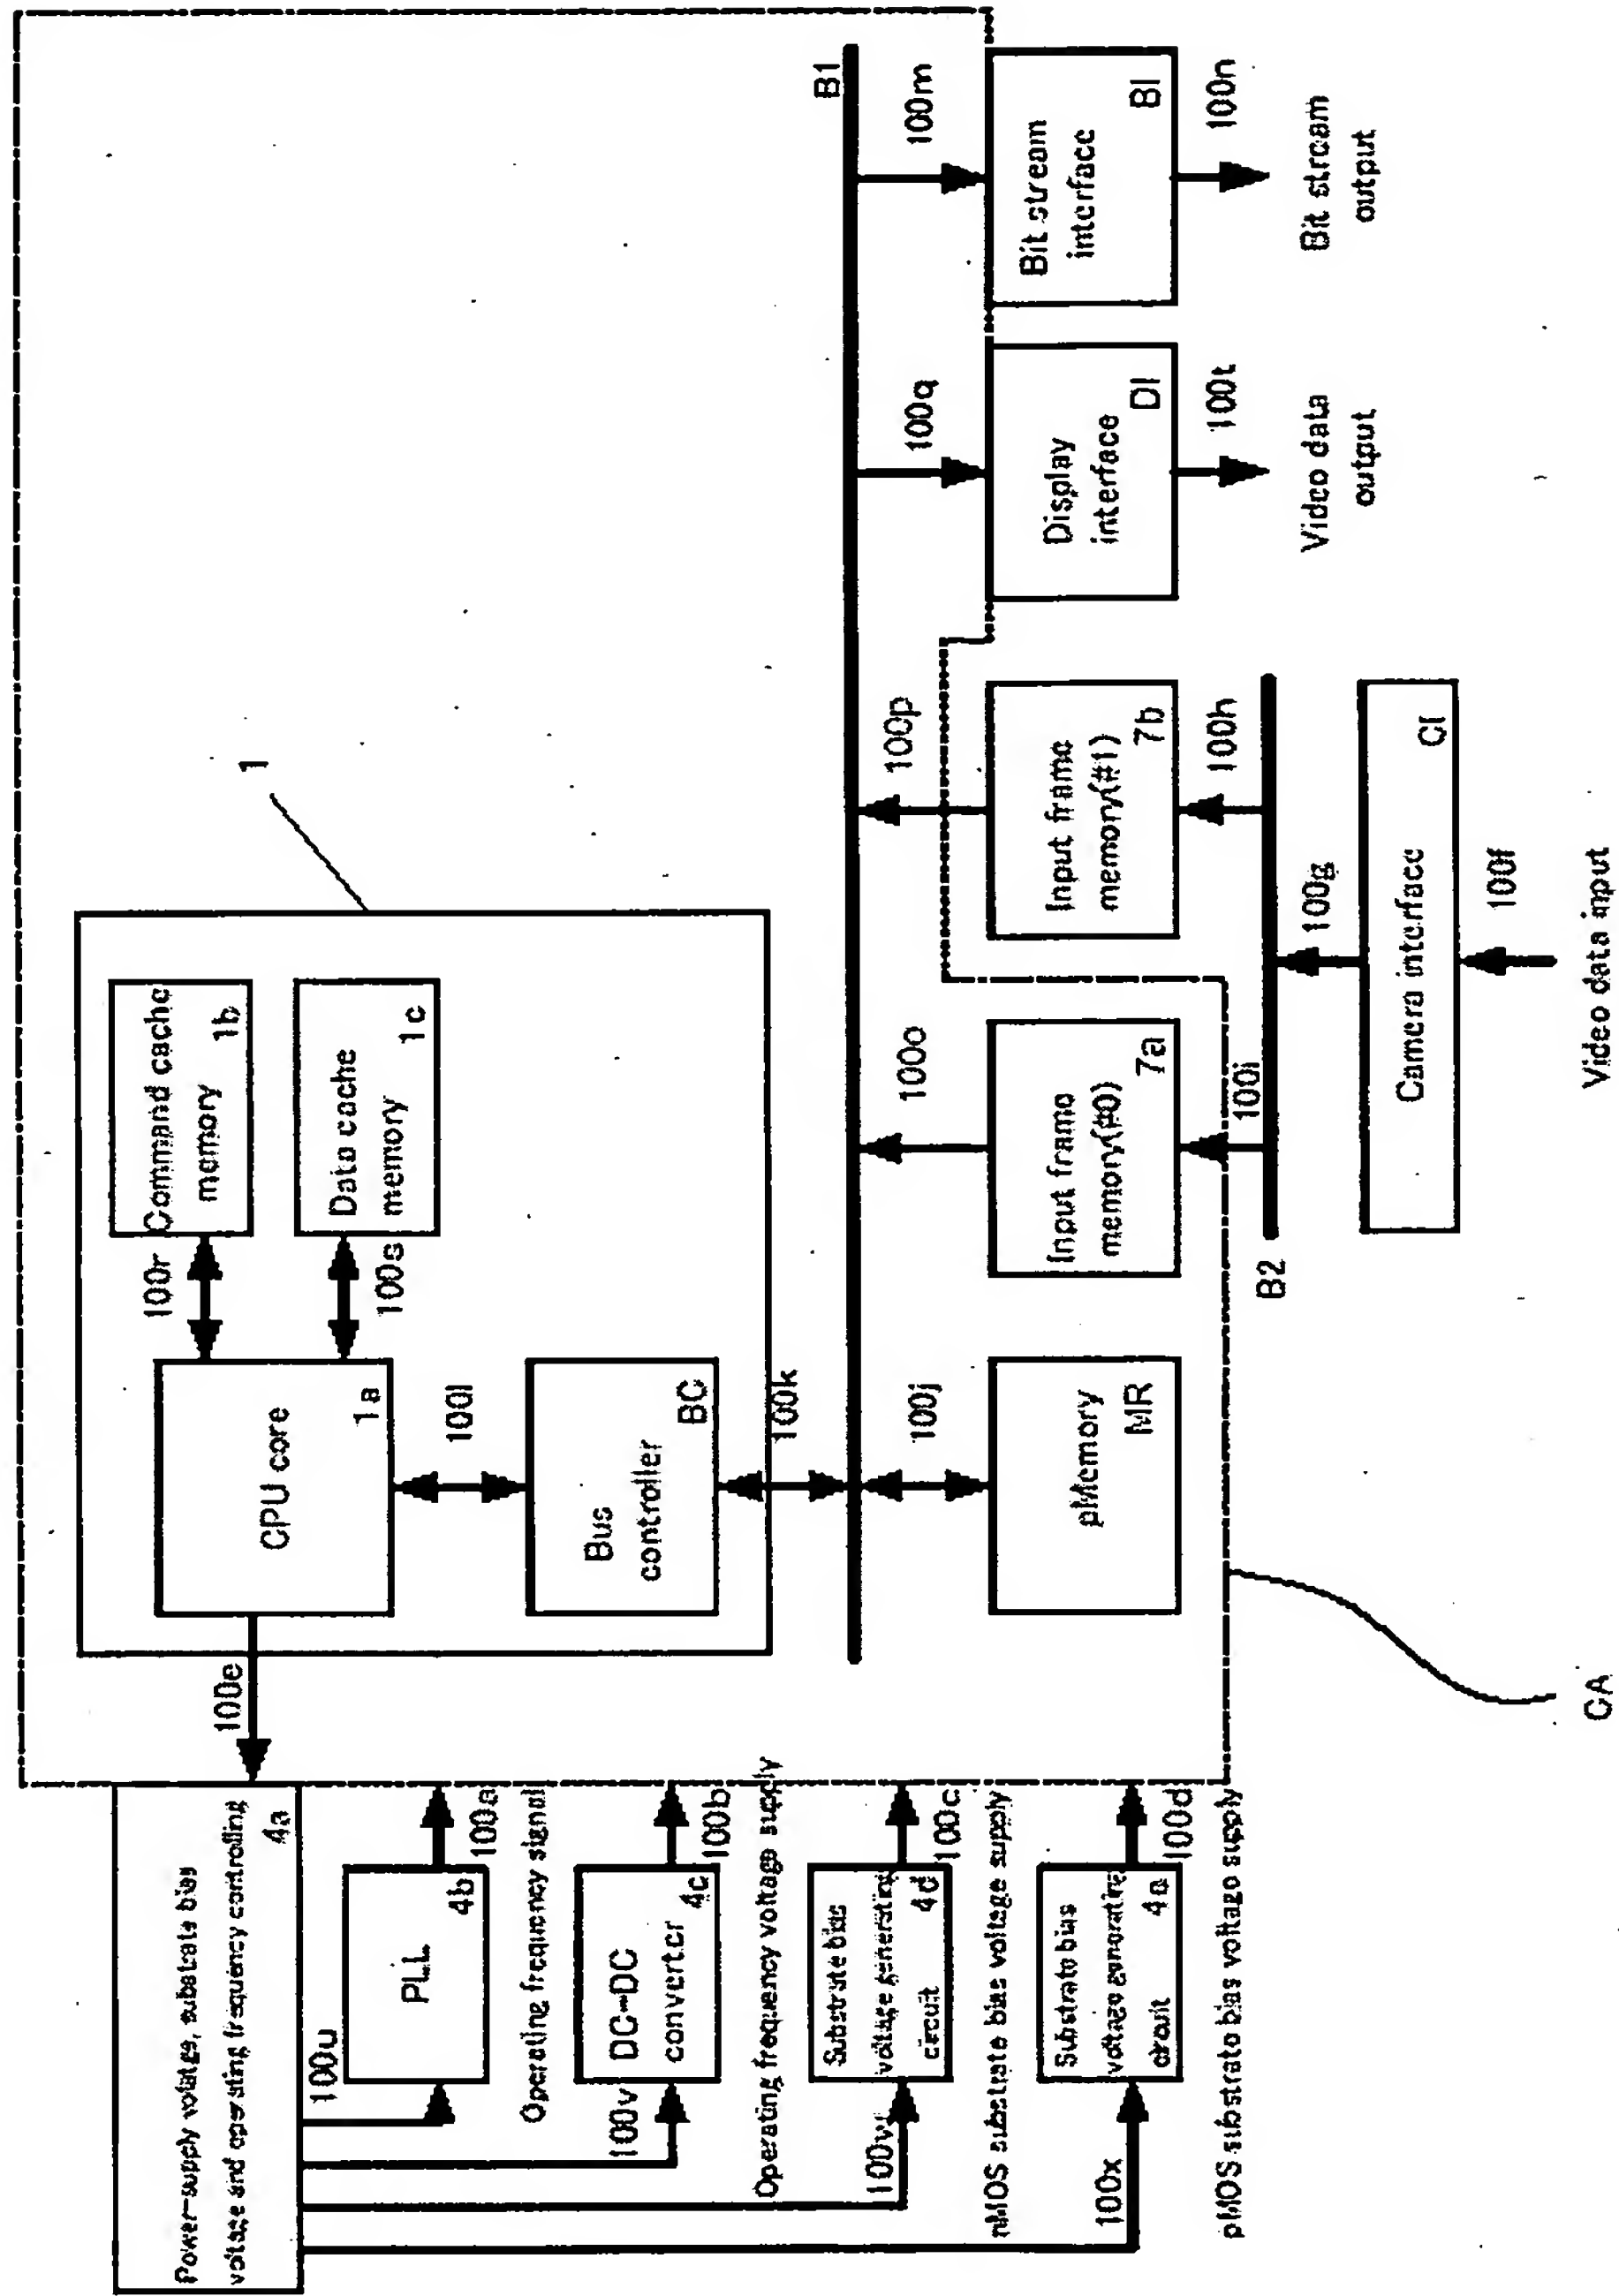 Power-supply volatge, substrate bias
voltage and operating frequency controlling
4a
100e
100u
PLL
4b
100a
Operating frequency signal
100v
DC-DC
converter
4c
100b
Operating frequency voltage supply
Substrate bias
voltage generating
circuit
4d
100c
nMOS substrate bias voltage supply
100x
Substrate bias
voltage generating
circuit
100d
pMOS substrate bias voltage supply
1
CPU core
1a
100r
Command cache
memory
1b
100s
Data cache
memory
1c
100l
Bus
controller
BC
100k
B1
100j
pMemory
MR
100o
Input frame
memory(#0)
7a
100i
100p
Input frame
memory(#1)
7b
100h
100q
Display
interface
DI
100t
Video data
output
100m
Bit stream
interface
BI
100n
Bit stream
output
B2
100g
Camera interface
CI
100f
Video data input
CA